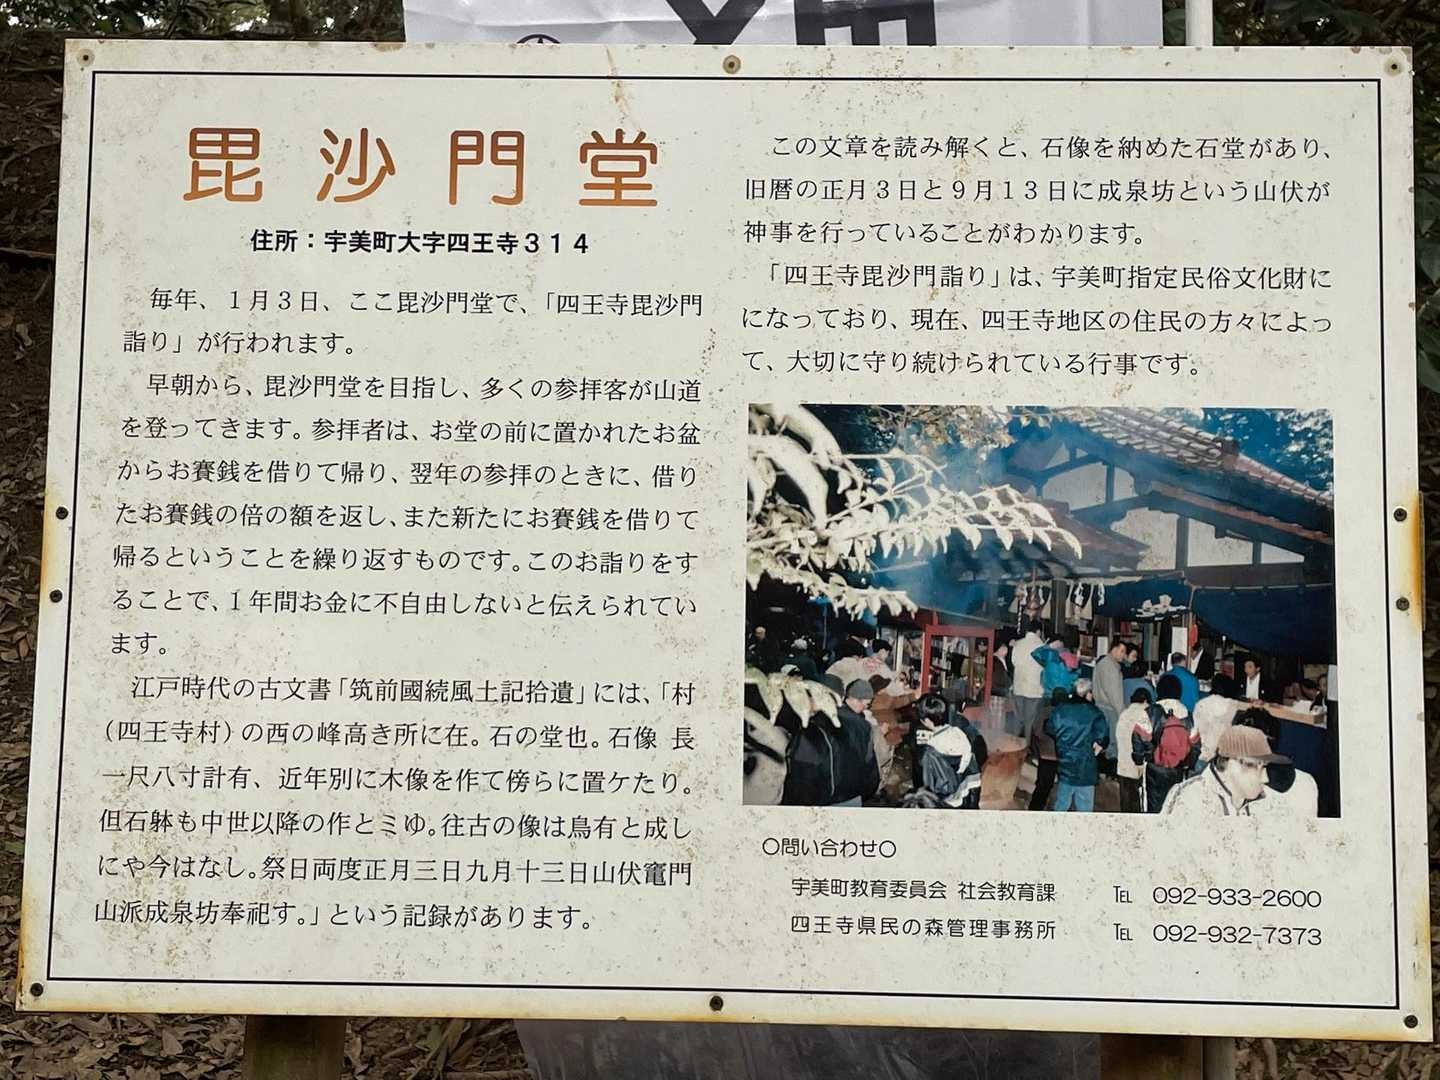 毘沙門堂
住所：宇美町大字四王寺３１４
毎年、１月３日、ここ毘沙門堂で、「四王寺毘沙門
詣り」が行われます。
早朝から、毘沙門堂を目指し、多くの参拝客が山道
を登ってきます。参拝者は、お堂の前に置かれたお盆
からお賽銭を借りて帰り、翌年の参拝のときに、借り
たお賽銭の倍の額を返し、また新たにお賽銭を借りて
帰るということを繰り返すものです。このお詣りをす
ることで、１年間お金に不自由しないと伝えられてい
ます。
江戸時代の古文書「筑前國続風土記拾遺」には、「村
（四王寺村）の西の峰高き所に在。石の堂也。石像 長
一尺八寸計有、近年別に木像を作て傍らに置ケたり。
但石躰も中世以降の作とミゆ。往古の像は烏有と成し
にや今はなし。祭日両度正月三日九月十三日山伏竃門
山派成泉坊奉祀す。」という記録があります。
この文章を読み解くと、石像を納めた石堂があり、
旧暦の正月３日と９月１３日に成泉坊という山伏が
神事を行っていることがわかります。
「四王寺毘沙門詣り」は、宇美町指定民俗文化財に
になっており、現在、四王寺地区の住民の方々によっ
て、大切に守り続けられている行事です。
〇問い合わせ〇
宇美町教育委員会 社会教育課 ℡ 092-933-2600
四王寺県民の森管理事務所 ℡ 092-932-7373